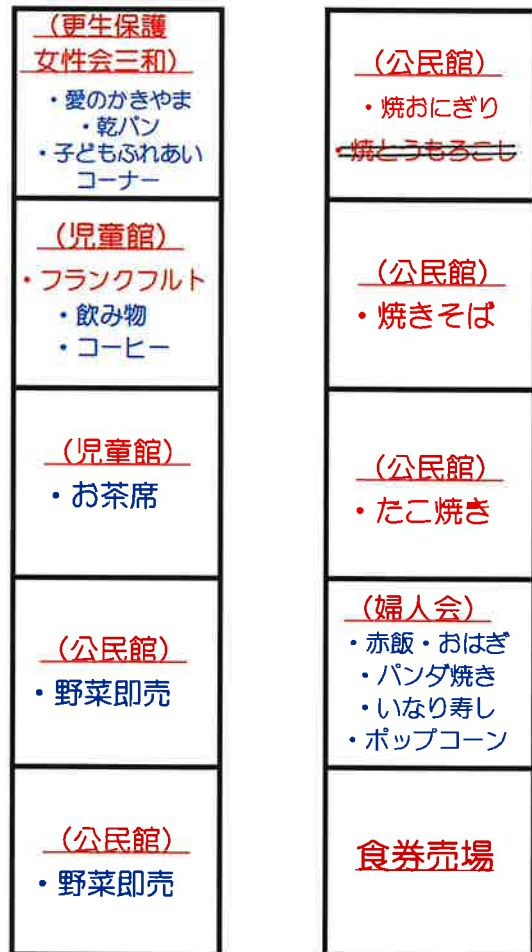 (更生保護
女性会三和)
・愛のかきやま
・乾パン
・子どもふれあい
コーナー
(児童館)
・フランクフルト
・飲み物
・コーヒー
(児童館)
・お茶席
(公民館)
・野菜即売
(公民館)
・野菜即売
(公民館)
・焼おにぎり
・焼とうもろこし
(公民館)
・焼きそば
(公民館)
・たこ焼き
(婦人会)
・赤飯・おはぎ
・パンダ焼き
・いなり寿し
・ポップコーン
食券売場